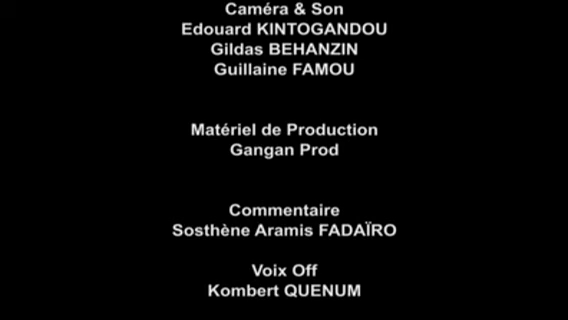 Caméra & Son
Edouard KINTOGANDOU
Gildas BEHANZIN
Guillaine FAMOU
Matériel de Production
Gangan Prod
Commentaire
Sosthène Aramis FADAÏRO
Voix Off
Kombert QUENUM